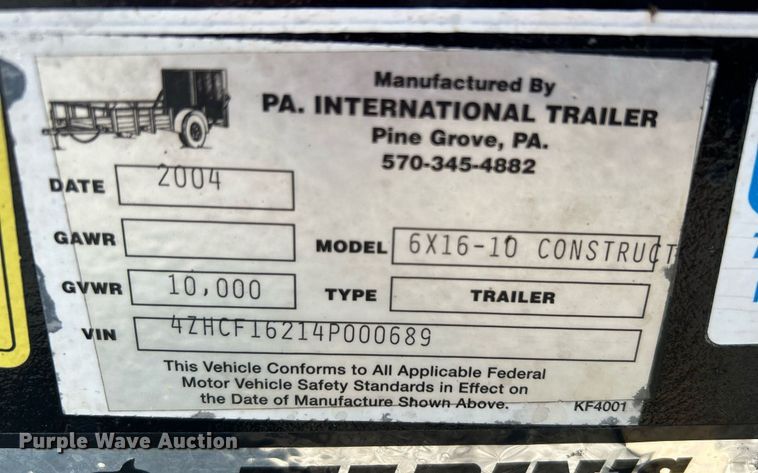 Manufactured By
PA. INTERNATIONAL TRAILER
Pine Grove, PA.
570-345-4882
DATE 2004
GAWR
MODEL 6X16-10 CONSTRUCT
GVWR 10,000
TYPE TRAILER
VIN 4ZHCF16214P000689
This Vehicle Conforms to All Applicable Federal
Motor Vehicle Safety Standards in Effect on
the Date of Manufacture Shown Above.
KF4001
Purple Wave Auction